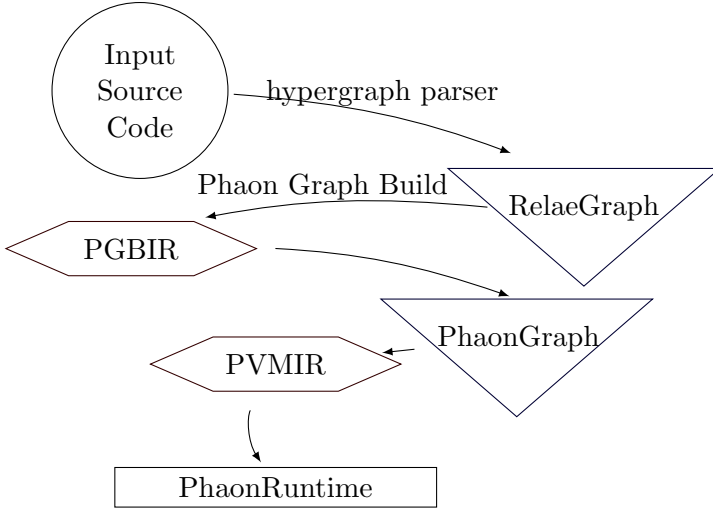 Input
Source
Code
hypergraph parser
Phaon Graph Build
RelaeGraph
PGBIR
PhaonGraph
PVMIR
PhaonRuntime